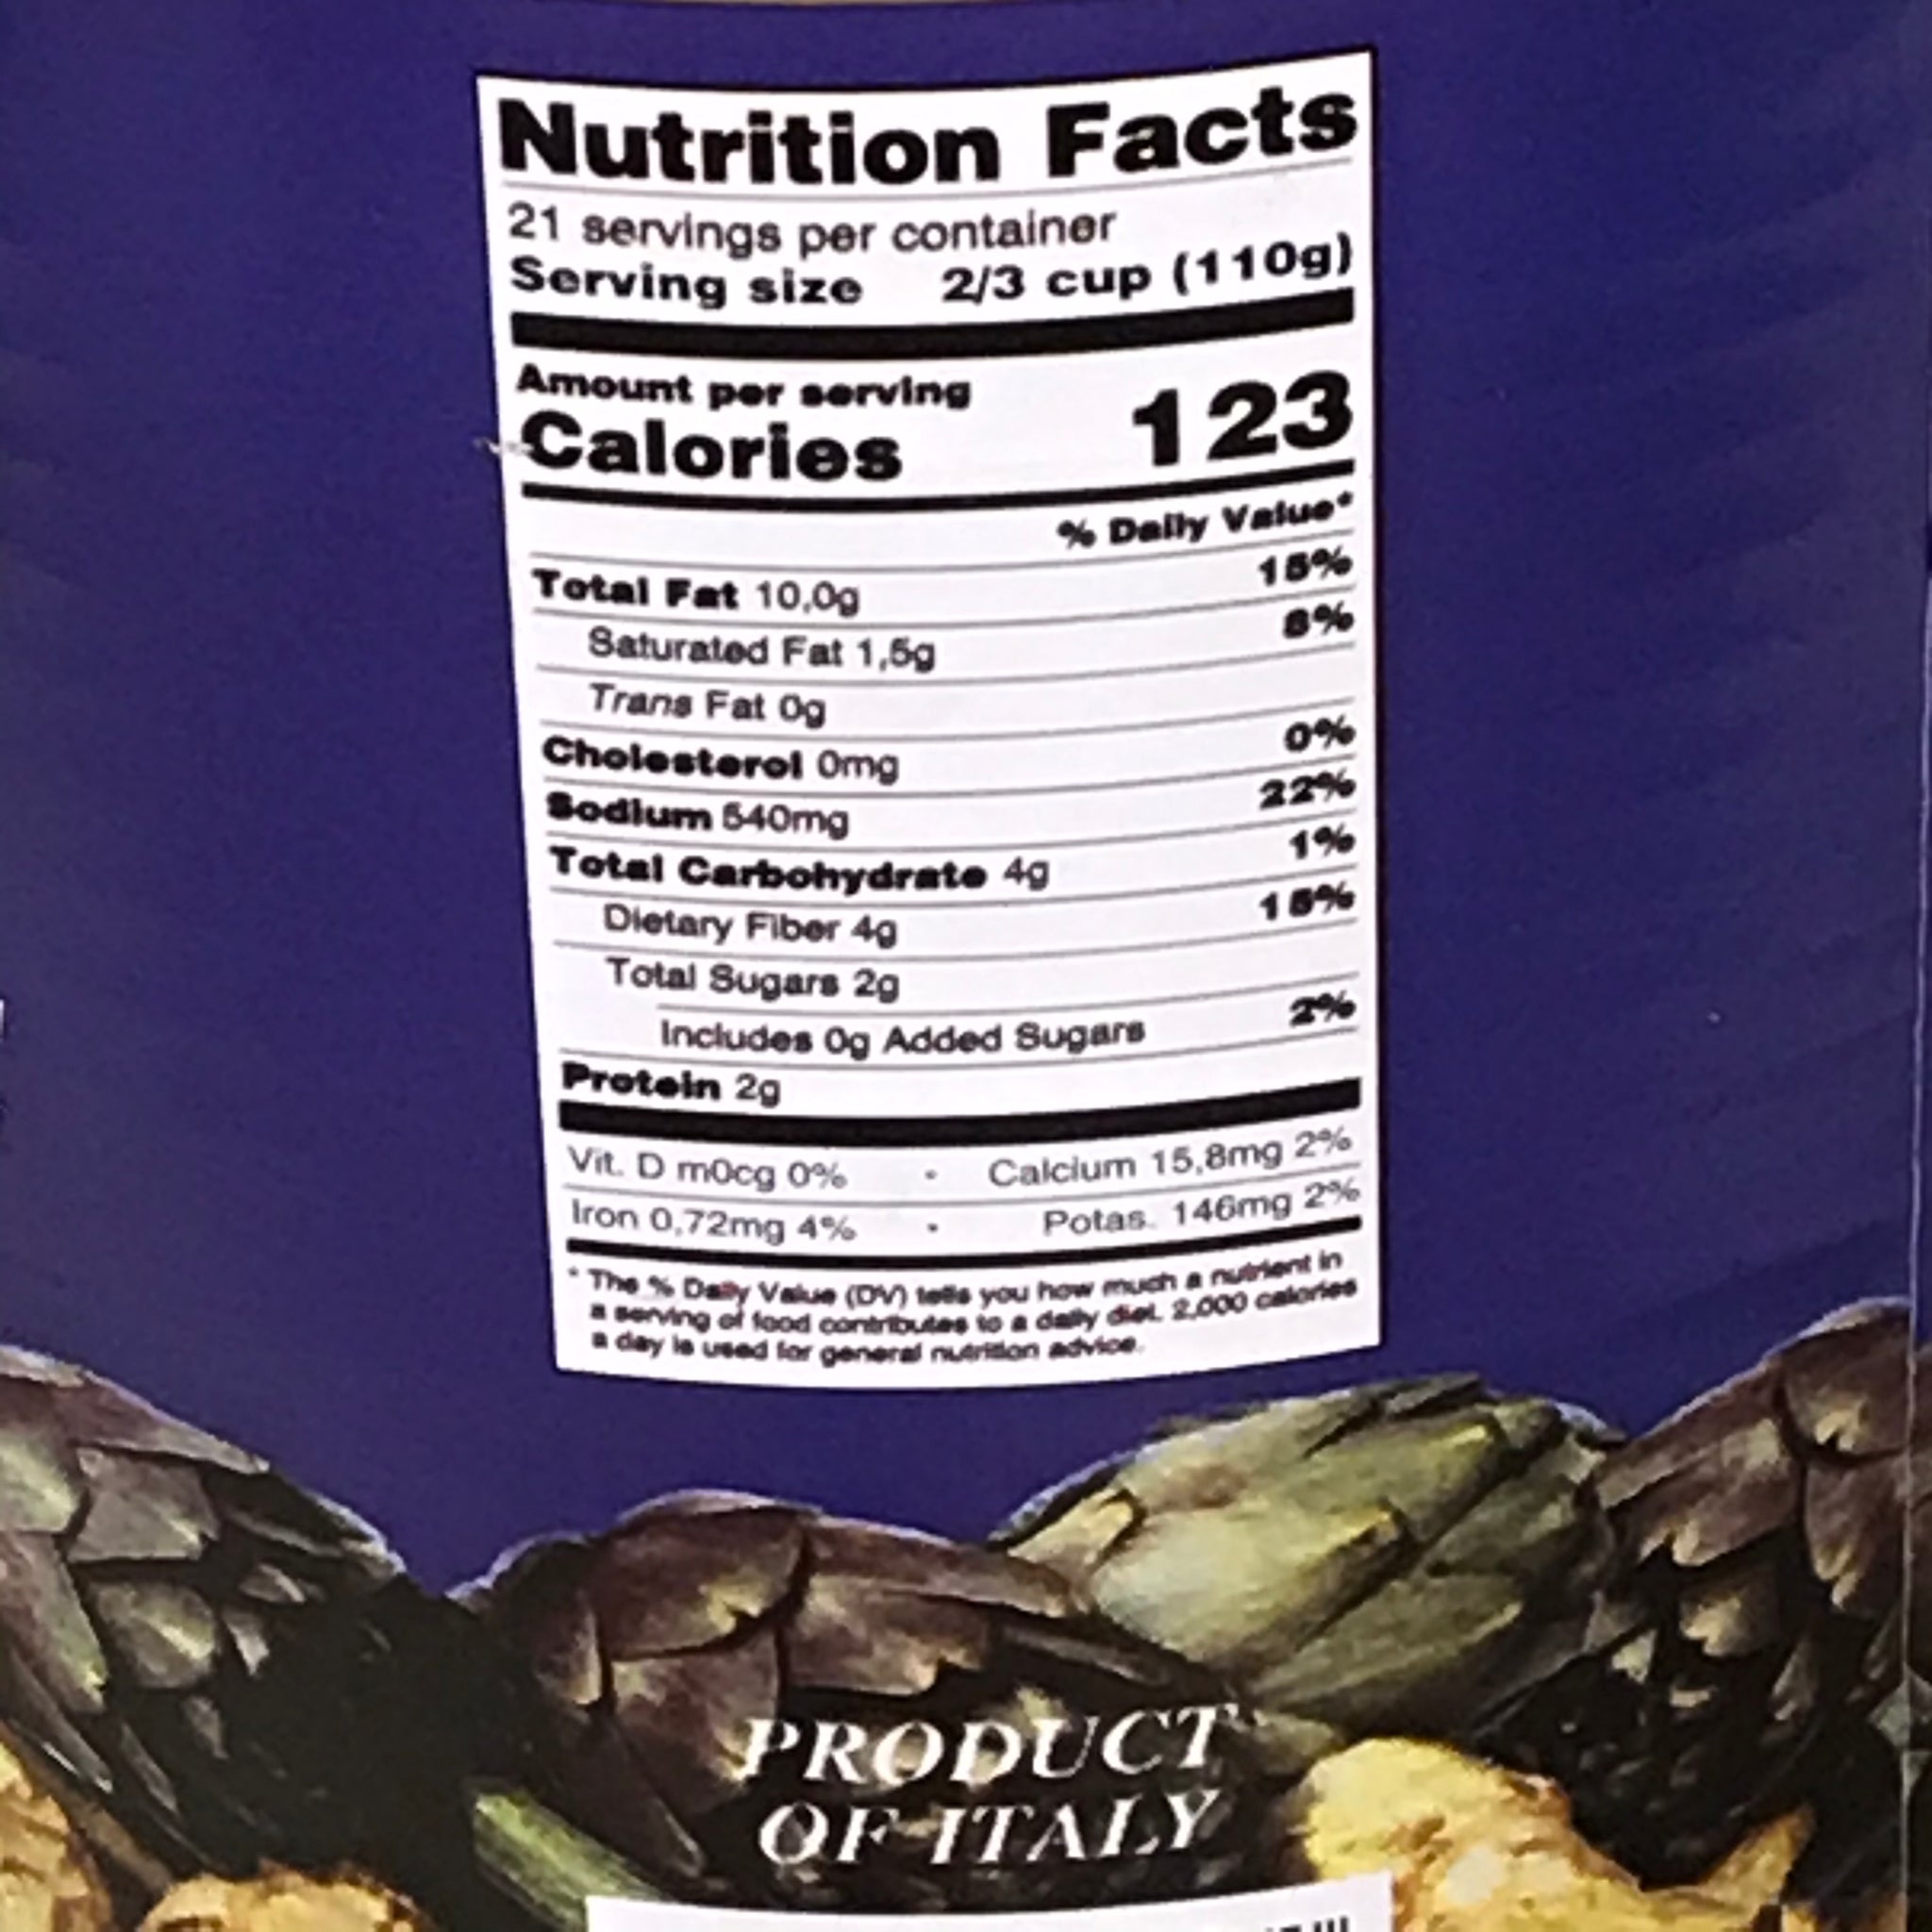 Nutrition Facts
21 servings per container
Serving size 2/3 cup (110g)
Amount per serving
Calories 123
% Daily Value*
Total Fat 10,0g 15%
Saturated Fat 1,5g 8%
Trans Fat 0g
Cholesterol 0mg 0%
Sodium 540mg 22%
Total Carbohydrate 4g 1%
Dietary Fiber 4g 15%
Total Sugars 2g
Includes 0g Added Sugars 2%
Protein 2g
Vit. D m0cg 0% • Calcium 15,8mg 2%
Iron 0,72mg 4% • Potas. 146mg 2%
* The % Daily Value (DV) tells you how much a nutrient in
a serving of food contributes to a daily diet. 2,000 calories
a day is used for general nutrition advice.
PRODUCT
OF ITALY